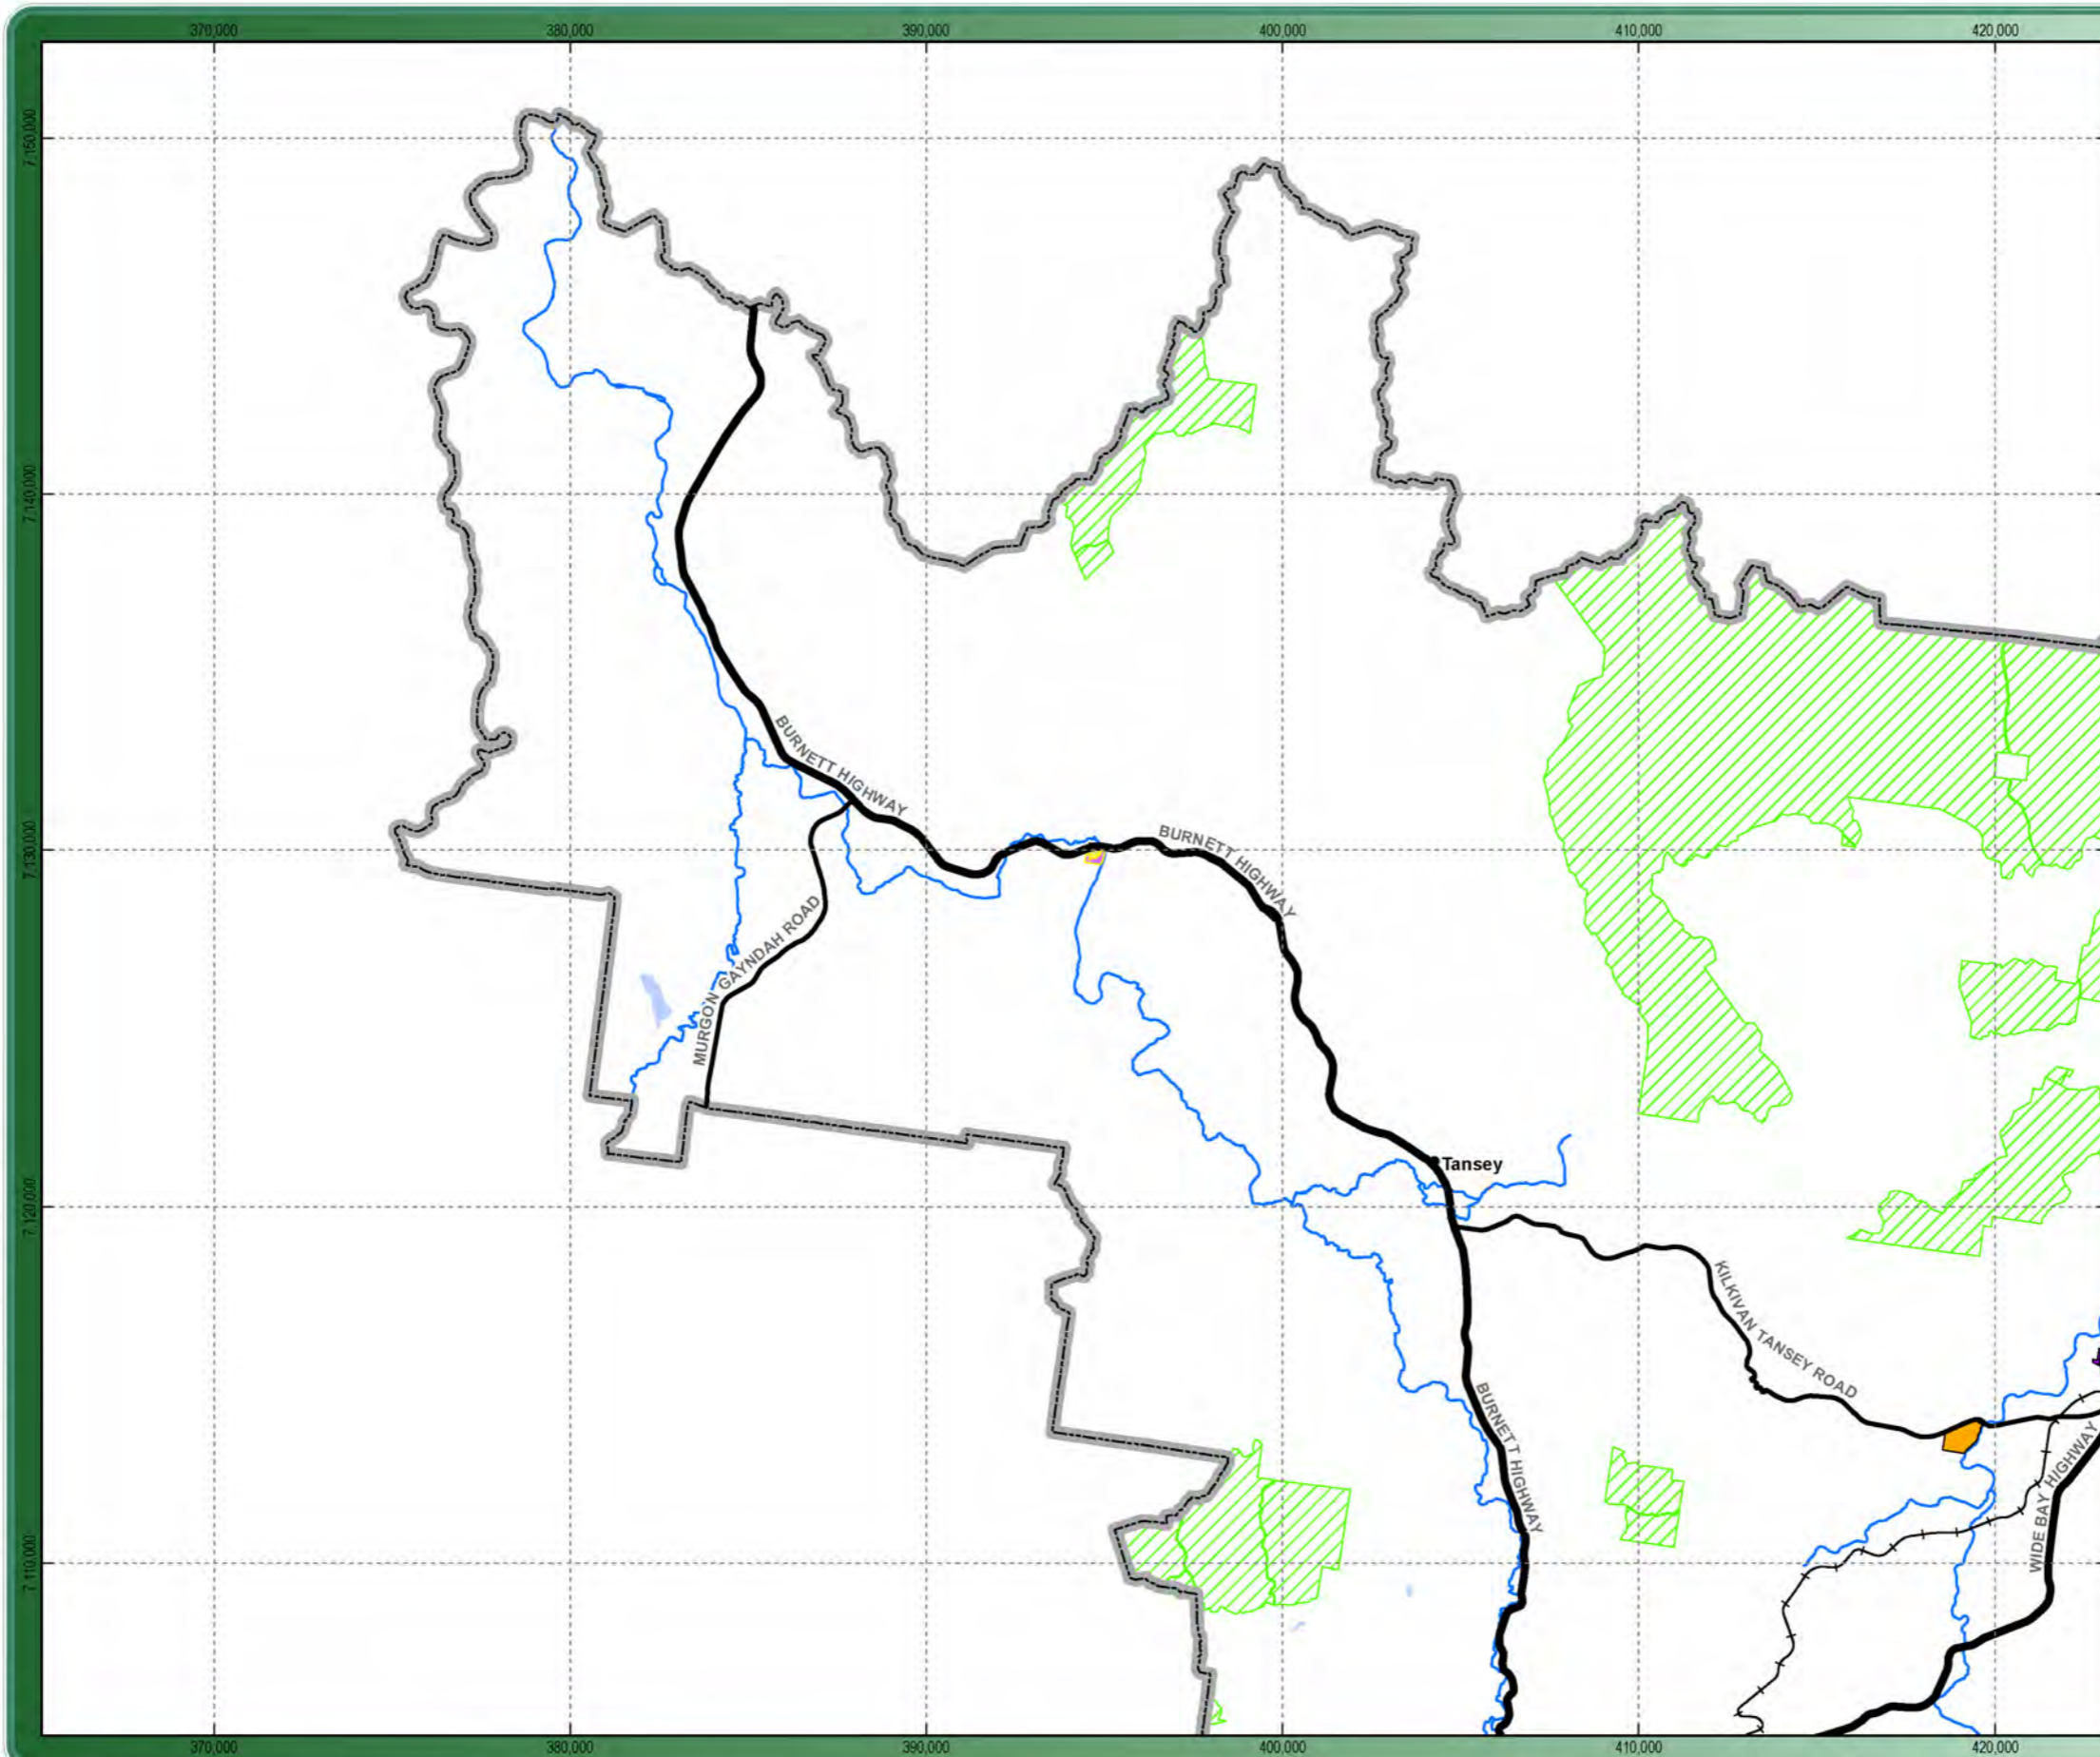 370,000
380,000
390,000
400,000
410,000
420,000
7,150,000
7,140,000
BURNETT HIGHWAY
7,130,000
BURNETT HIGHWAY
MURGON GAYNDAH ROAD
Tansey
7,120,000
KILKIVAN TANSEY ROAD
BURNETT HIGHWAY
WIDE BAY HIGHWAY
7,110,000
370,000
380,000
390,000
400,000
410,000
420,000